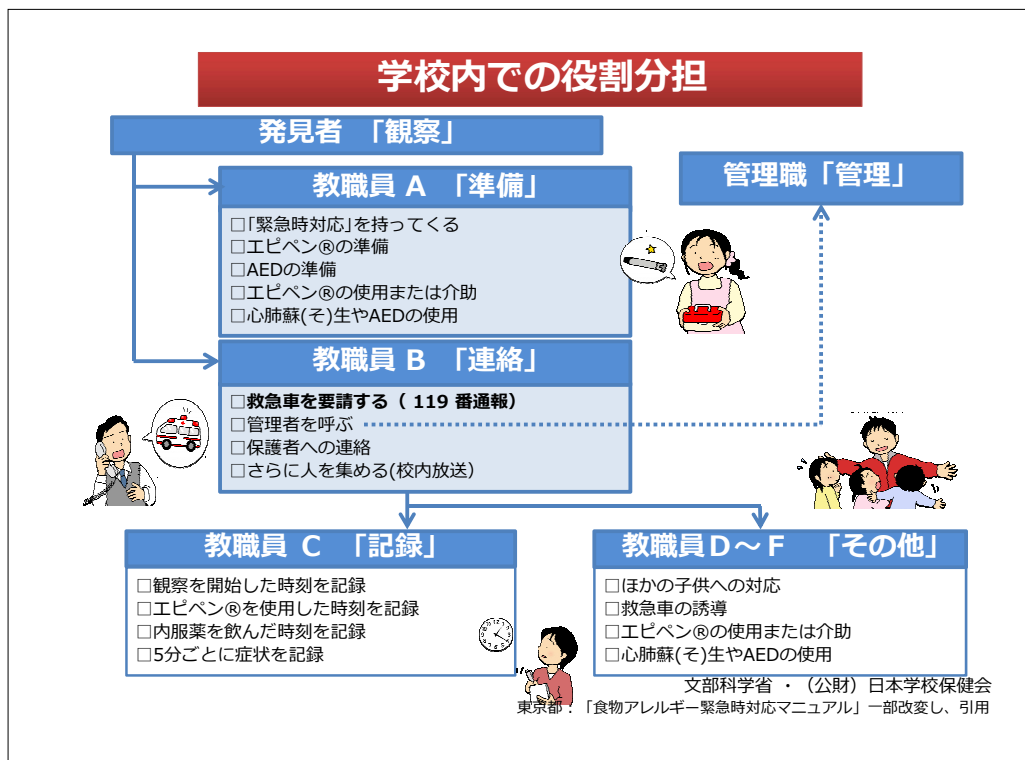 学校内での役割分担
発見者 「観察」
教職員 A 「準備」
□「緊急時対応」を持ってくる
□エピペン®の準備
□AEDの準備
□エピペン®の使用または介助
□心肺蘇(そ)生やAEDの使用
管理職「管理」
教職員 B 「連絡」
□救急車を要請する（ 119 番通報）
□管理者を呼ぶ
□保護者への連絡
□さらに人を集める(校内放送）
教職員 C 「記録」
□観察を開始した時刻を記録
□エピペン®を使用した時刻を記録
□内服薬を飲んだ時刻を記録
□5分ごとに症状を記録
教職員Ｄ～Ｆ 「その他」
□ほかの子供への対応
□救急車の誘導
□エピペン®の使用または介助
□心肺蘇(そ)生やAEDの使用
文部科学省 ・（公財）日本学校保健会
東京都：「食物アレルギー緊急時対応マニュアル」一部改変し、引用